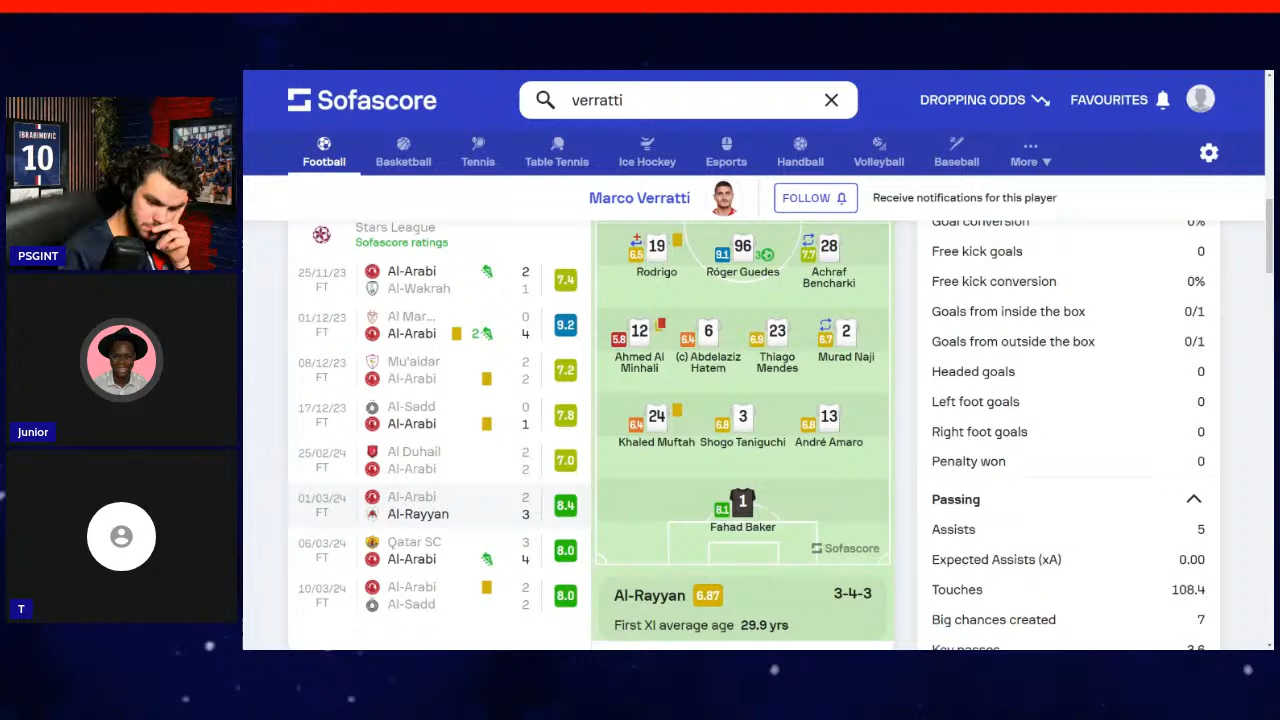 IBRAHIMOVIĆ
10
PSGINT
Junior
T
Sofascore
verratti
DROPPING ODDS
FAVOURITES
Football
Basketball
Tennis
Table Tennis
Ice Hockey
Esports
Handball
Volleyball
Baseball
More ▼
Marco Verratti
FOLLOW
Receive notifications for this player
Stars League
Sofascore ratings
25/11/23 Al-Arabi 2
FT Al-Wakrah 1
7.4
01/12/23 Al Mar... 0
FT Al-Arabi 2 4
9.2
08/12/23 Mu'aidar 2
FT Al-Arabi 2
7.2
17/12/23 Al-Sadd 0
FT Al-Arabi 1
7.8
25/02/24 Al Duhail 2
FT Al-Arabi 2
7.0
01/03/24 Al-Arabi 2
FT Al-Rayyan 3
8.4
06/03/24 Qatar SC 3
FT Al-Arabi 4
8.0
10/03/24 Al-Arabi 2
FT Al-Sadd 2
8.0
6.5 19
Rodrigo
9.1 96 3
Róger Guedes
7.7 28
Achraf
Bencharki
5.8 12
Ahmed Al
Minhali
6.4 6
(c) Abdelaziz
Hatem
6.9 23
Thiago
Mendes
6.7 2
Murad Naji
6.4 24
Khaled Muftah
6.8 3
Shogo Taniguchi
6.8 13
André Amaro
8.1 1
Fahad Baker
Sofascore
Al-Rayyan 6.87 3-4-3
First XI average age 29.9 yrs
Goal conversion 0%
Free kick goals 0
Free kick conversion 0%
Goals from inside the box 0/1
Goals from outside the box 0/1
Headed goals 0
Left foot goals 0
Right foot goals 0
Penalty won 0
Passing
Assists 5
Expected Assists (xA) 0.00
Touches 108.4
Big chances created 7
Key passes 3.6